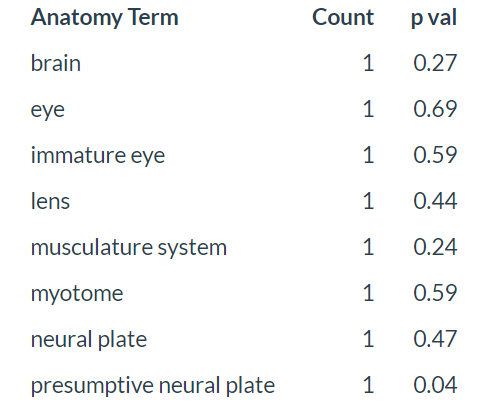 Anatomy Term Count p val
brain 1 0.27
eye 1 0.69
immature eye 1 0.59
lens 1 0.44
musculature system 1 0.24
myotome 1 0.59
neural plate 1 0.47
presumptive neural plate 1 0.04